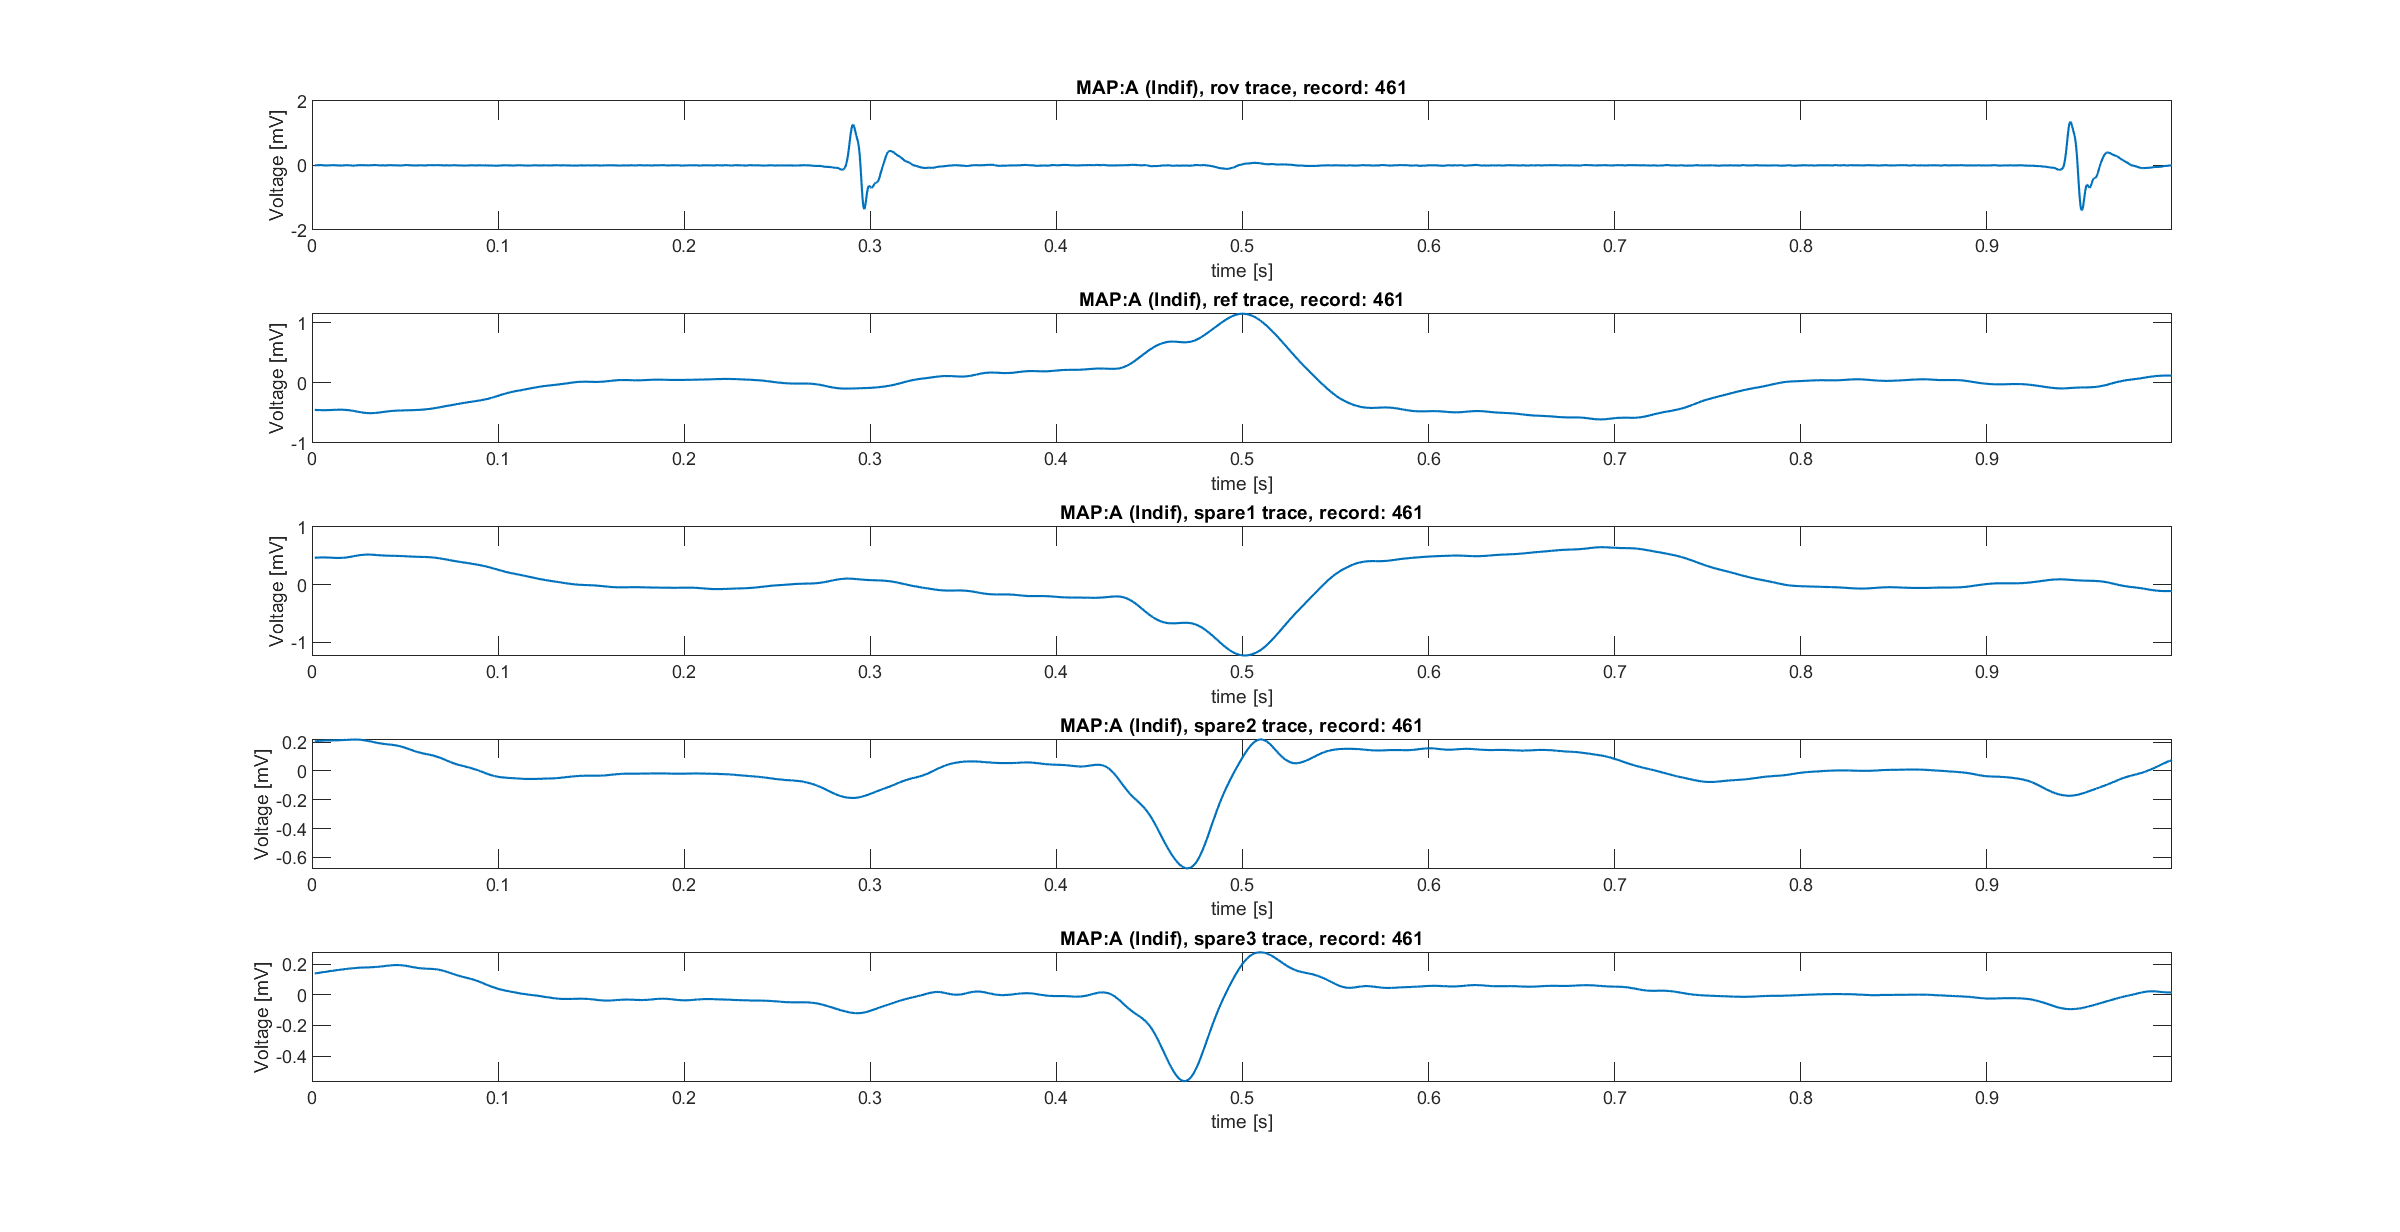 MAP:A (Indif), rov trace, record: 461
Voltage [mV]
2
0
-2
0 0.1 0.2 0.3 0.4 0.5 0.6 0.7 0.8 0.9
time [s]
MAP:A (Indif), ref trace, record: 461
Voltage [mV]
1
0
-1
0 0.1 0.2 0.3 0.4 0.5 0.6 0.7 0.8 0.9
time [s]
MAP:A (Indif), spare1 trace, record: 461
Voltage [mV]
1
0
-1
0 0.1 0.2 0.3 0.4 0.5 0.6 0.7 0.8 0.9
time [s]
MAP:A (Indif), spare2 trace, record: 461
Voltage [mV]
0.2
0
-0.2
-0.4
-0.6
0 0.1 0.2 0.3 0.4 0.5 0.6 0.7 0.8 0.9
time [s]
MAP:A (Indif), spare3 trace, record: 461
Voltage [mV]
0.2
0
-0.2
-0.4
0 0.1 0.2 0.3 0.4 0.5 0.6 0.7 0.8 0.9
time [s]